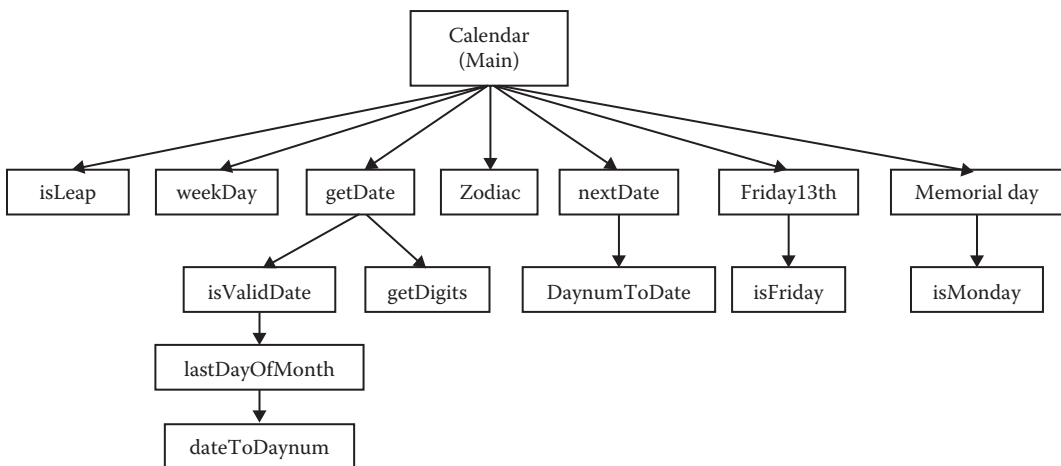 Calendar
(Main)
isLeap
weekDay
getDate
Zodiac
nextDate
Friday13th
Memorial day
isValidDate
getDigits
DaynumToDate
isFriday
isMonday
lastDayOfMonth
dateToDaynum